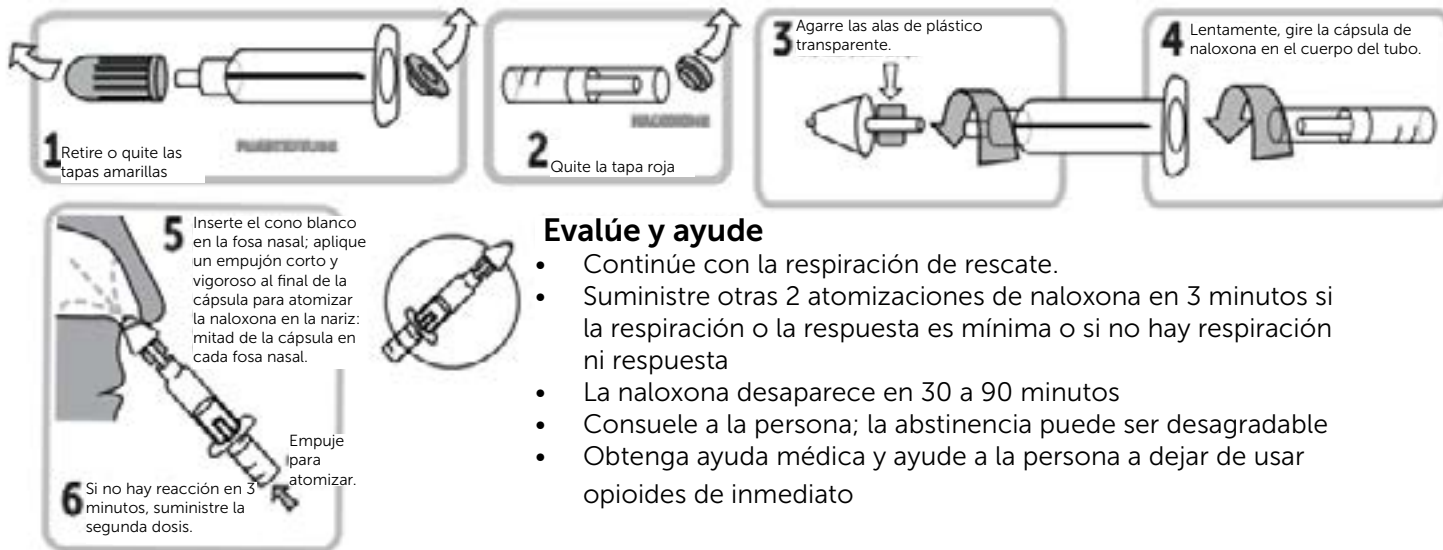 1 Retire o quite las
tapas amarillas
2 Quite la tapa roja
3 Agarre las alas de plástico
transparente.
4 Lentamente, gire la cápsula de
naloxona en el cuerpo del tubo.
5 Inserte el cono blanco
en la fosa nasal; aplique
un empujón corto y
vigoroso al final de la
cápsula para atomizar
la naloxona en la nariz:
mitad de la cápsula en
cada fosa nasal.
Empuje
para
atomizar.
6 Si no hay reacción en 3
minutos, suministre la
segunda dosis.
Evalúe y ayude
• Continúe con la respiración de rescate.
• Suministre otras 2 atomizaciones de naloxona en 3 minutos si
la respiración o la respuesta es mínima o si no hay respiración
ni respuesta
• La naloxona desaparece en 30 a 90 minutos
• Consuele a la persona; la abstinencia puede ser desagradable
• Obtenga ayuda médica y ayude a la persona a dejar de usar
opioides de inmediato